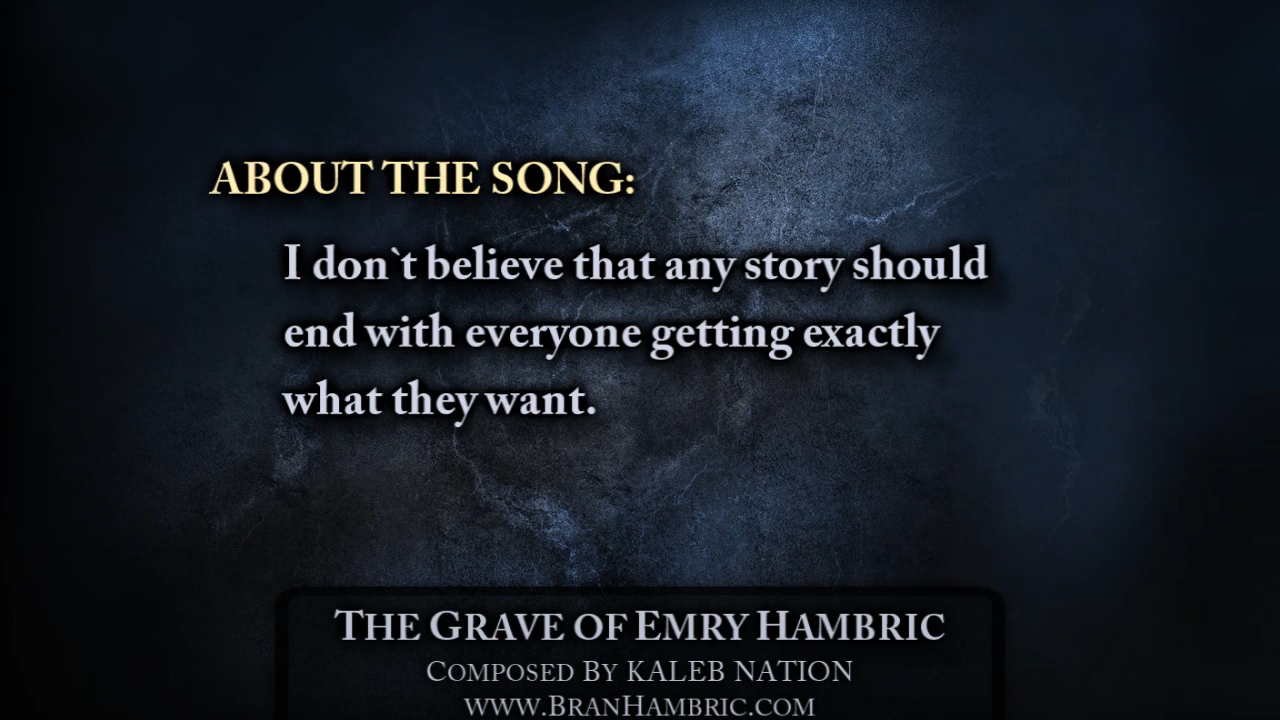 ABOUT THE SONG:
I don`t believe that any story should
end with everyone getting exactly
what they want.
THE GRAVE OF EMRY HAMBRIC
COMPOSED BY KALEB NATION
WWW.BRANHAMBRIC.COM